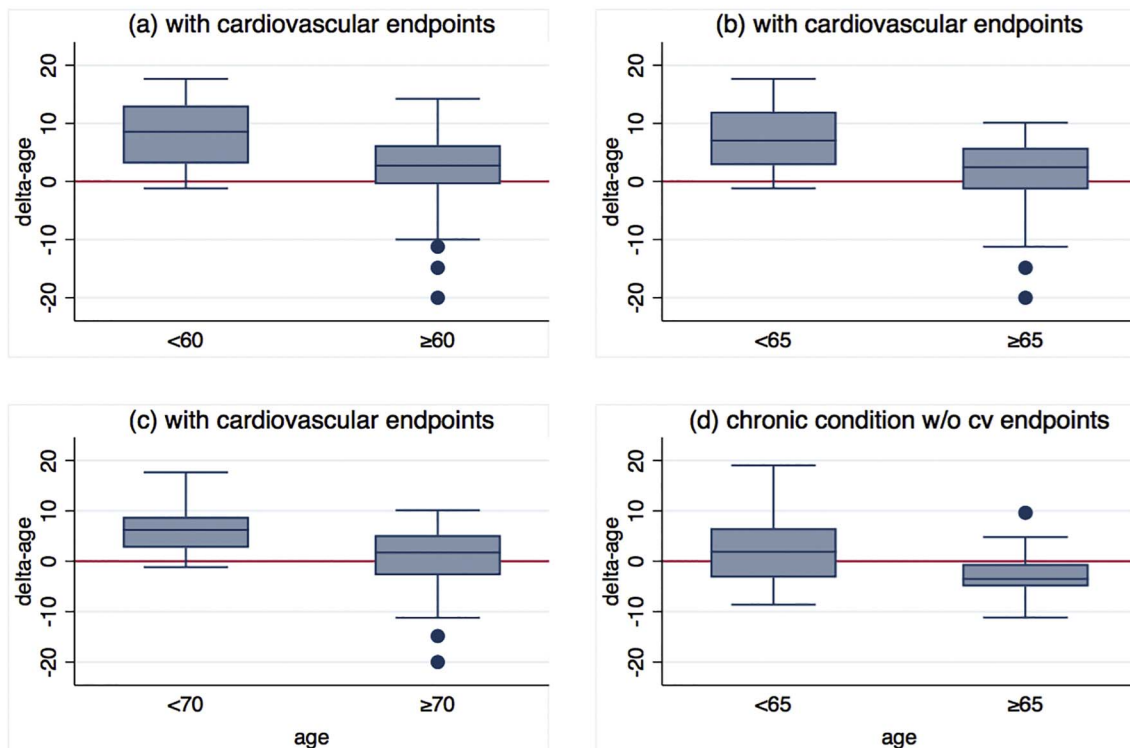 (a) with cardiovascular endpoints
delta-age
20
10
0
-10
-20
<60 ≥60
(b) with cardiovascular endpoints
delta-age
20
10
0
-10
-20
<65 ≥65
(c) with cardiovascular endpoints
delta-age
20
10
0
-10
-20
<70 ≥70
age
(d) chronic condition w/o cv endpoints
delta-age
20
10
0
-10
-20
<65 ≥65
age